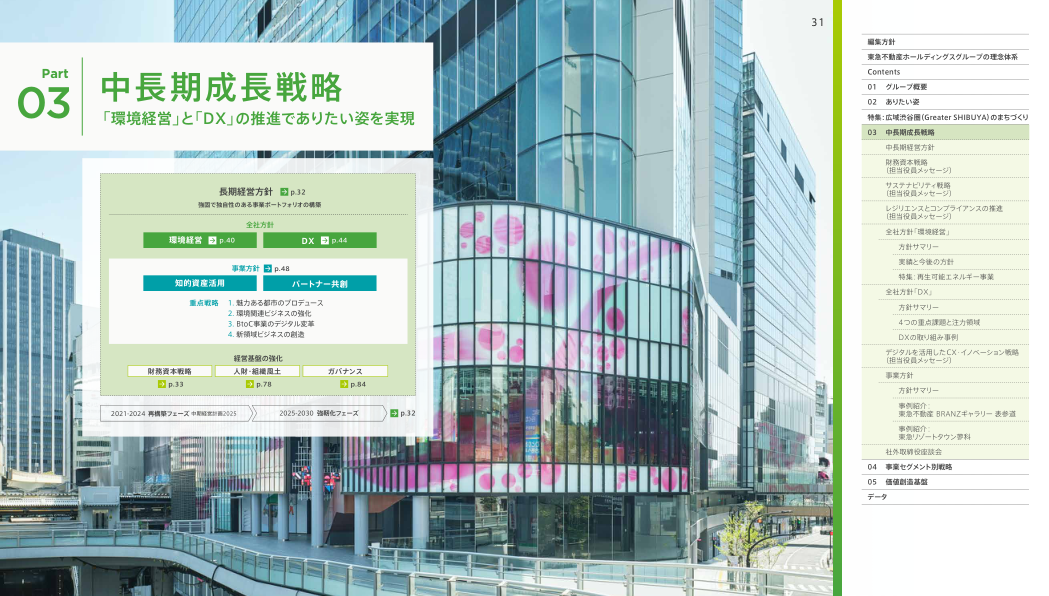 31
Part
03
中長期成長戦略
「環境経営」と「DX」の推進でありたい姿を実現
長期経営方針 p.32
強固で独自性のある事業ポートフォリオの構築
全社方針
環境経営 p.40 DX p.44
事業方針 p.48
知的資産活用 パートナー共創
重点戦略 1. 魅力ある都市のプロデュース
2. 環境関連ビジネスの強化
3. BtoC事業のデジタル変革
4. 新領域ビジネスの創造
経営基盤の強化
財務資本戦略 人財・組織風土 ガバナンス
p.33 p.78 p.84
2021-2024 再構築フェーズ 中期経営計画2025 2025-2030 強靭化フェーズ p.32
編集方針
東急不動産ホールディングスグループの理念体系
Contents
01 グループ概要
02 ありたい姿
特集：広域渋谷圏（Greater SHIBUYA）のまちづくり
03 中長期成長戦略
中長期経営方針
財務資本戦略
（担当役員メッセージ）
サステナビリティ戦略
（担当役員メッセージ）
レジリエンスとコンプライアンスの推進
（担当役員メッセージ）
全社方針「環境経営」
方針サマリー
実績と今後の方針
特集：再生可能エネルギー事業
全社方針「DX」
方針サマリー
4つの重点課題と注力領域
DXの取り組み事例
デジタルを活用したCX・イノベーション戦略
（担当役員メッセージ）
事業方針
方針サマリー
事例紹介：
東急不動産 BRANZギャラリー 表参道
事例紹介：
東急リゾートタウン蓼科
社外取締役座談会
04 事業セグメント別戦略
05 価値創造基盤
データ